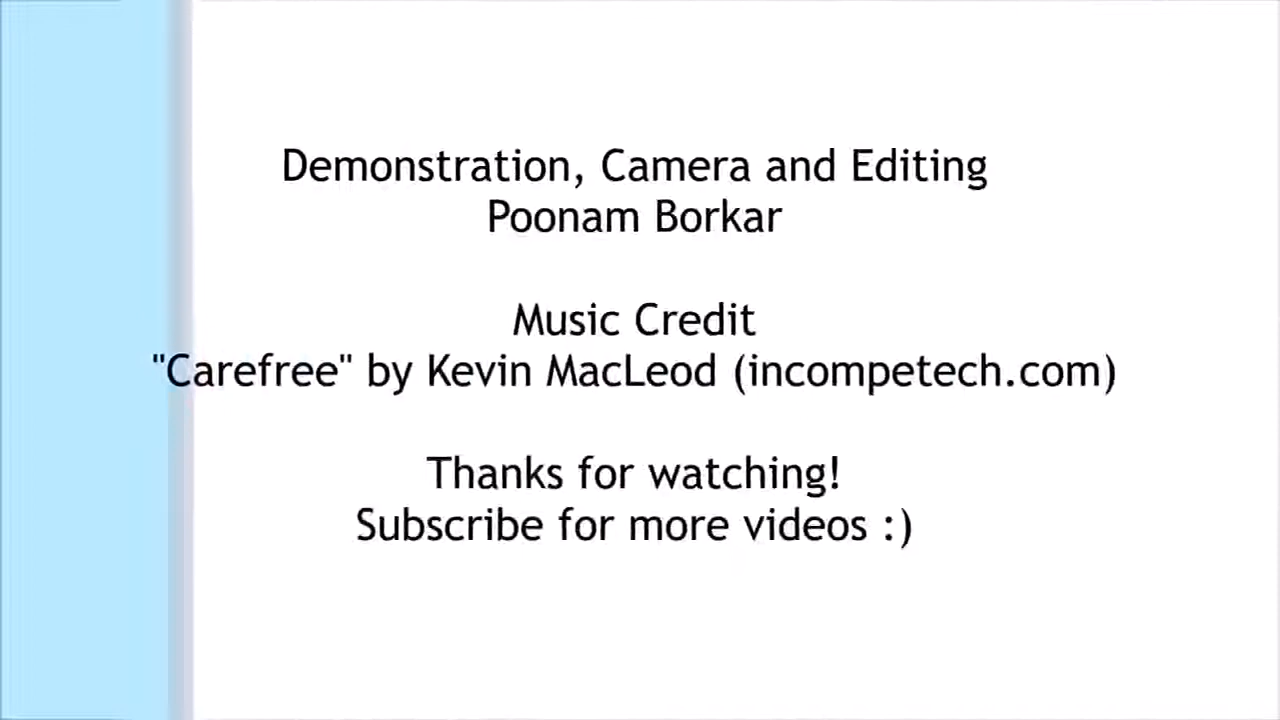 Demonstration, Camera and Editing
Poonam Borkar
Music Credit
"Carefree" by Kevin MacLeod (incompetech.com)
Thanks for watching!
Subscribe for more videos :)